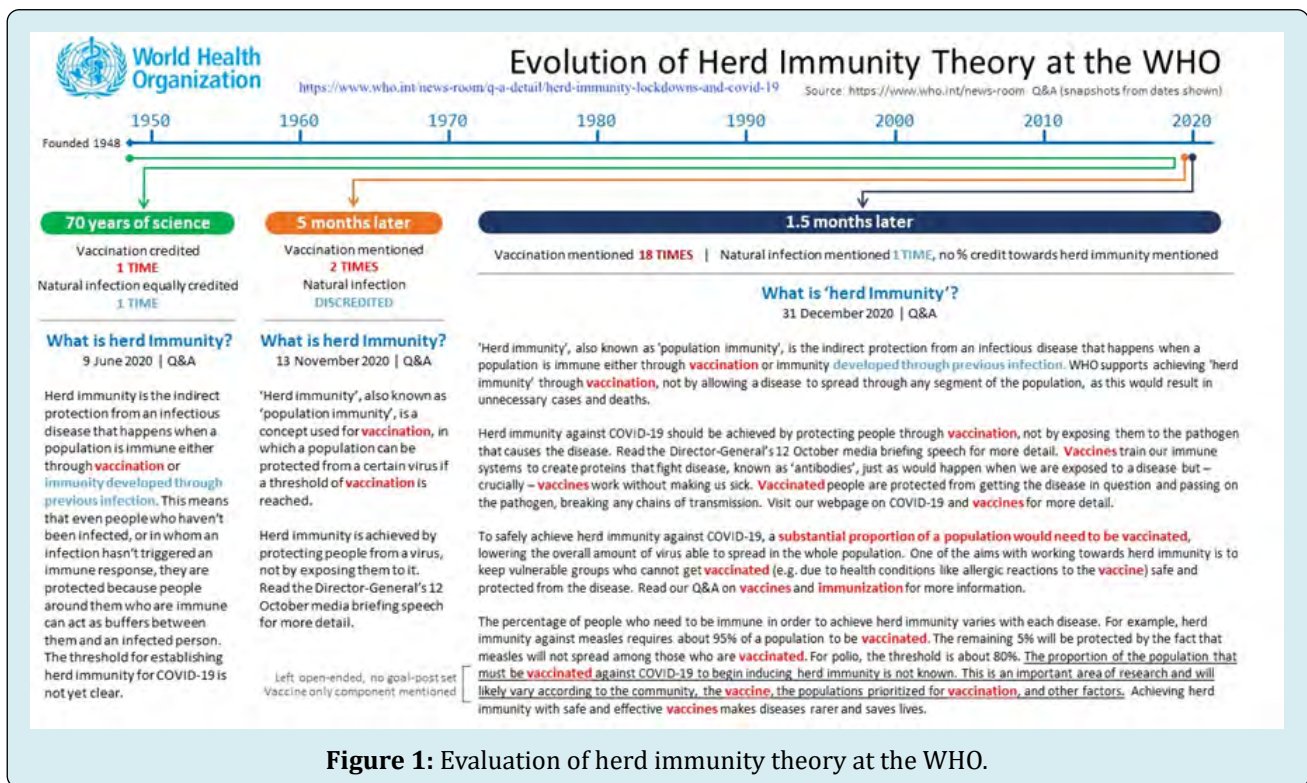 World Health
Organization
Evolution of Herd Immunity Theory at the WHO
https://www.who.int/news-room/q-a-detail/herd-immunity-lockdowns-and-covid-19
Source: https://www.who.int/news-room Q&A (snapshots from dates shown)
1950 1960 1970 1980 1990 2000 2010 2020
Founded 1948
70 years of science
Vaccination credited
1 TIME
Natural infection equally credited
1 TIME
What is herd Immunity?
9 June 2020 | Q&A
Herd immunity is the indirect
protection from an infectious
disease that happens when a
population is immune either
through vaccination or
immunity developed through
previous infection. This means
that even people who haven't
been infected, or in whom an
infection hasn't triggered an
immune response, they are
protected because people
around them who are immune
can act as buffers between
them and an infected person.
The threshold for establishing
herd immunity for COVID-19 is
not yet clear.
5 months later
Vaccination mentioned
2 TIMES
Natural infection
DISCREDITED
What is herd Immunity?
13 November 2020 | Q&A
'Herd immunity', also known as
'population immunity', is a
concept used for vaccination, in
which a population can be
protected from a certain virus if
a threshold of vaccination is
reached.
Herd immunity is achieved by
protecting people from a virus,
not by exposing them to it.
Read the Director-General's 12
October media briefing speech
for more detail.
Left open-ended, no goal-post set
Vaccine only component mentioned
1.5 months later
Vaccination mentioned 18 TIMES | Natural infection mentioned 1 TIME, no % credit towards herd immunity mentioned
What is 'herd Immunity'?
31 December 2020 | Q&A
'Herd immunity', also known as 'population immunity', is the indirect protection from an infectious disease that happens when a
population is immune either through vaccination or immunity developed through previous infection. WHO supports achieving 'herd
immunity' through vaccination, not by allowing a disease to spread through any segment of the population, as this would result in
unnecessary cases and deaths.
Herd immunity against COVID-19 should be achieved by protecting people through vaccination, not by exposing them to the pathogen
that causes the disease. Read the Director-General's 12 October media briefing speech for more detail. Vaccines train our immune
systems to create proteins that fight disease, known as 'antibodies', just as would happen when we are exposed to a disease but –
crucially – vaccines work without making us sick. Vaccinated people are protected from getting the disease in question and passing on
the pathogen, breaking any chains of transmission. Visit our webpage on COVID-19 and vaccines for more detail.
To safely achieve herd immunity against COVID-19, a substantial proportion of a population would need to be vaccinated,
lowering the overall amount of virus able to spread in the whole population. One of the aims with working towards herd immunity is to
keep vulnerable groups who cannot get vaccinated (e.g. due to health conditions like allergic reactions to the vaccine) safe and
protected from the disease. Read our Q&A on vaccines and immunization for more information.
The percentage of people who need to be immune in order to achieve herd immunity varies with each disease. For example, herd
immunity against measles requires about 95% of a population to be vaccinated. The remaining 5% will be protected by the fact that
measles will not spread among those who are vaccinated. For polio, the threshold is about 80%. The proportion of the population that
must be vaccinated against COVID-19 to begin inducing herd immunity is not known. This is an important area of research and will
likely vary according to the community, the vaccine, the populations prioritized for vaccination, and other factors. Achieving herd
immunity with safe and effective vaccines makes diseases rarer and saves lives.
Figure 1: Evaluation of herd immunity theory at the WHO.